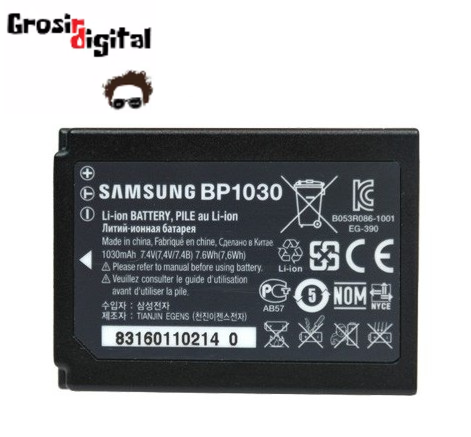 Grosir
digital
SAMSUNG BP1030
Li-ion BATTERY, PILE au Li-ion
Литий-ионная батарея
1030mAh 7.4V(7,4V/7.4В) 7.6Wh(7,6Wh)
Made in China, Fabriqué en Chine, Сделано в Китае
Please refer to manual before using battery.
Veuillez consulter le guide d'utilisation
avant d'utiliser par pile.
수입자 : 삼성전자
제조자 : TIANJIN EGENS (천진이젠스전자)
83160110214 0
B053R086-1001
EG-390
Li-ion
CE
AB57
5
NOM
NYCE